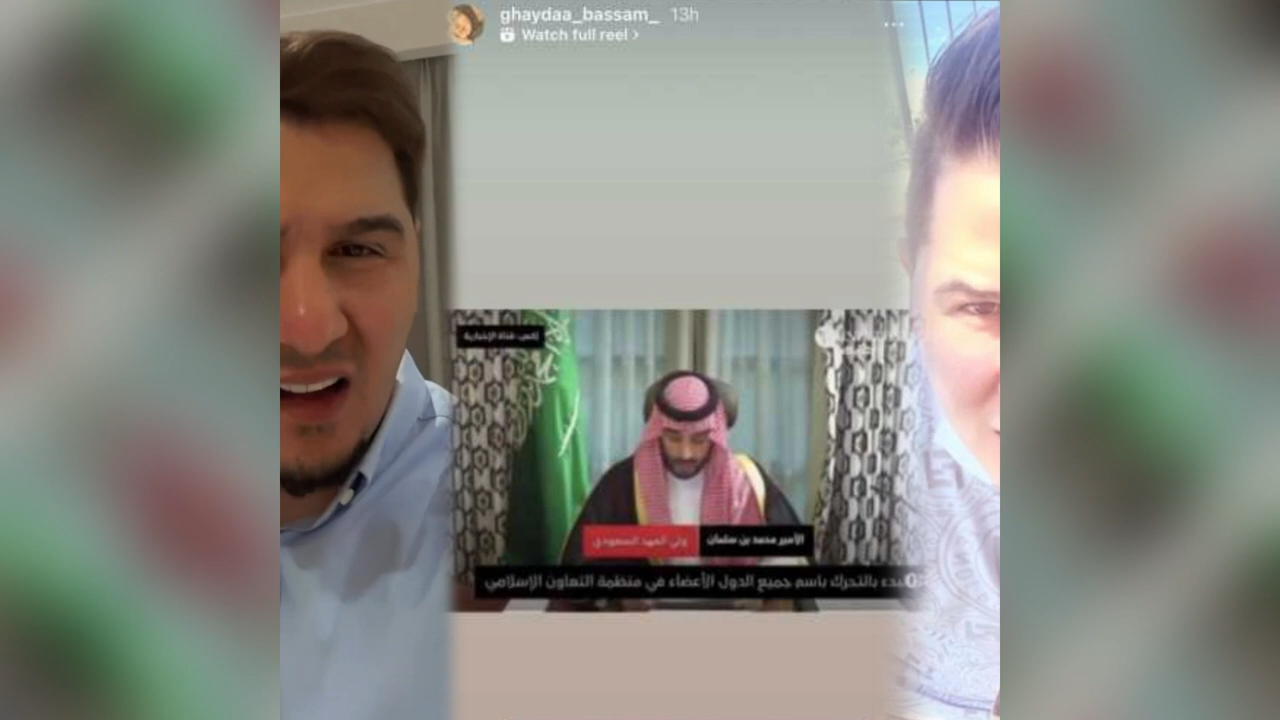 ghaydaa_bassam_ 13h
Watch full reel >
الأمير محمد بن سلمان
ولي العهد السعودي
بالتحرك باسم جميع الدول الأعضاء في منظمة التعاون الإسلامي